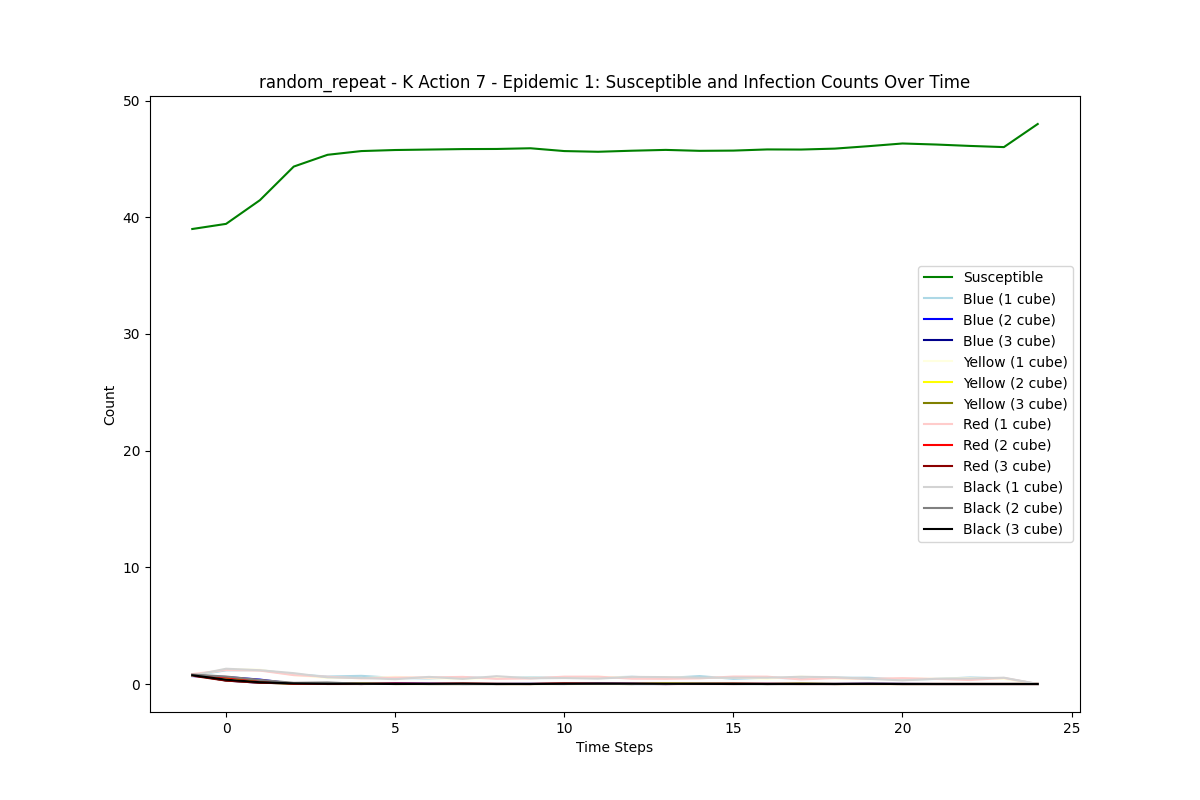 random_repeat - K Action 7 - Epidemic 1: Susceptible and Infection Counts Over Time
50
40
30
20
10
0
Count
Susceptible
Blue (1 cube)
Blue (2 cube)
Blue (3 cube)
Yellow (1 cube)
Yellow (2 cube)
Yellow (3 cube)
Red (1 cube)
Red (2 cube)
Red (3 cube)
Black (1 cube)
Black (2 cube)
Black (3 cube)
0 5 10 15 20 25
Time Steps